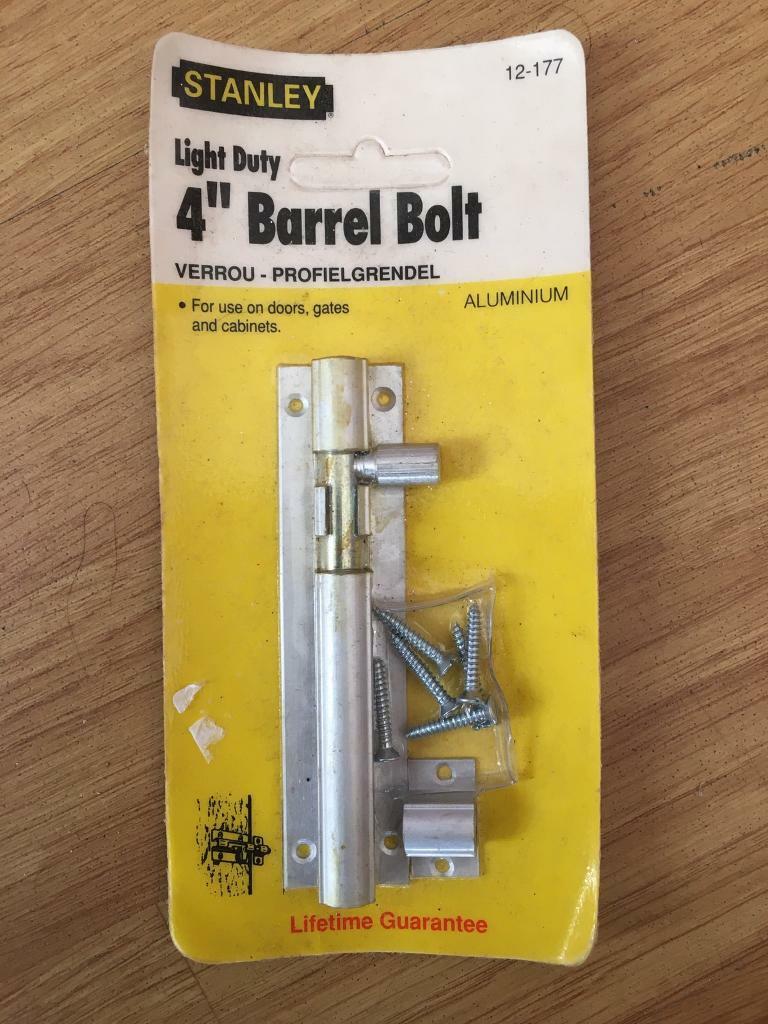 STANLEY
12-177
Light Duty
4" Barrel Bolt
VERROU - PROFIELGRENDEL
• For use on doors, gates
and cabinets.
ALUMINIUM
Lifetime Guarantee